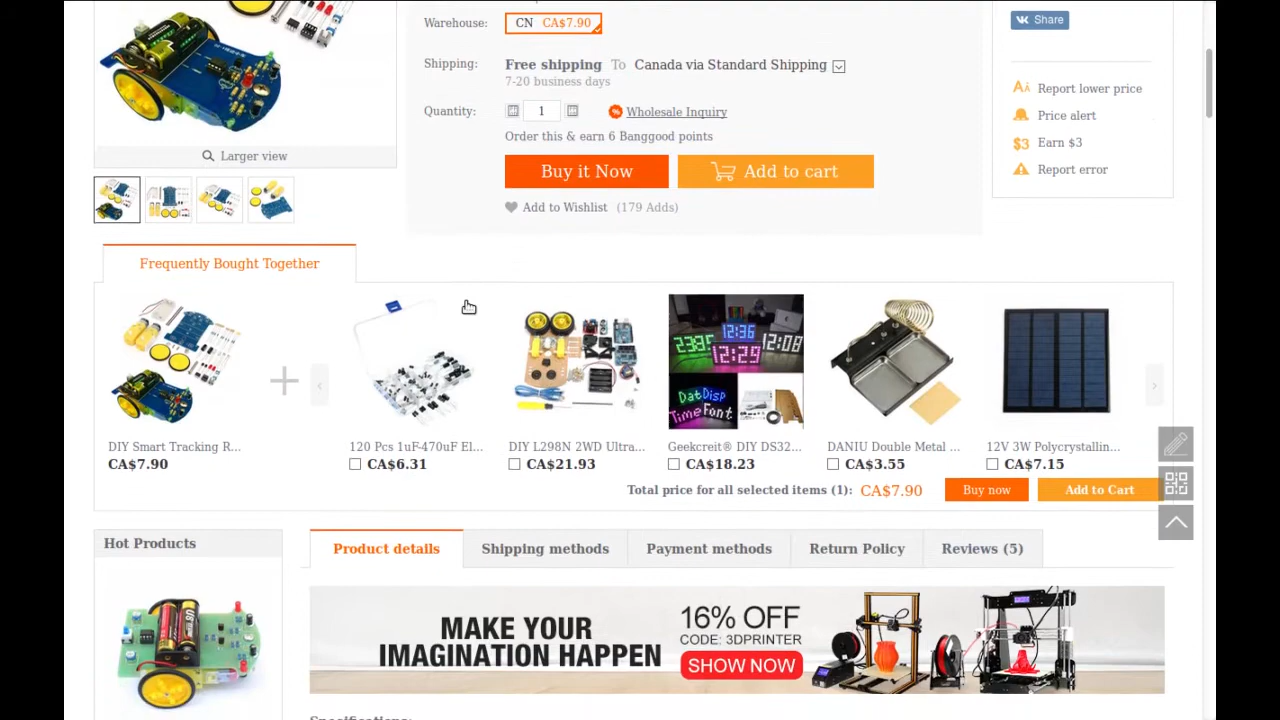 Warehouse: CN CA$7.90
Share
Shipping: Free shipping To Canada via Standard Shipping
7-20 business days
Report lower price
Quantity: 1 Wholesale Inquiry
Price alert
Order this & earn 6 Banggood points
$3 Earn $3
Larger view
Buy it Now Add to cart
Report error
Add to Wishlist (179 Adds)
Frequently Bought Together
DIY Smart Tracking R... 120 Pcs 1uF-470uF El... DIY L298N 2WD Ultra... Geekcreit® DIY DS32... DANIU Double Metal ... 12V 3W Polycrystallin...
CA$7.90 CA$6.31 CA$21.93 CA$18.23 CA$3.55 CA$7.15
Total price for all selected items (1): CA$7.90 Buy now Add to Cart
Hot Products
Product details Shipping methods Payment methods Return Policy Reviews (5)
MAKE YOUR
IMAGINATION HAPPEN
16% OFF
CODE: 3DPRINTER
SHOW NOW
Specifications: